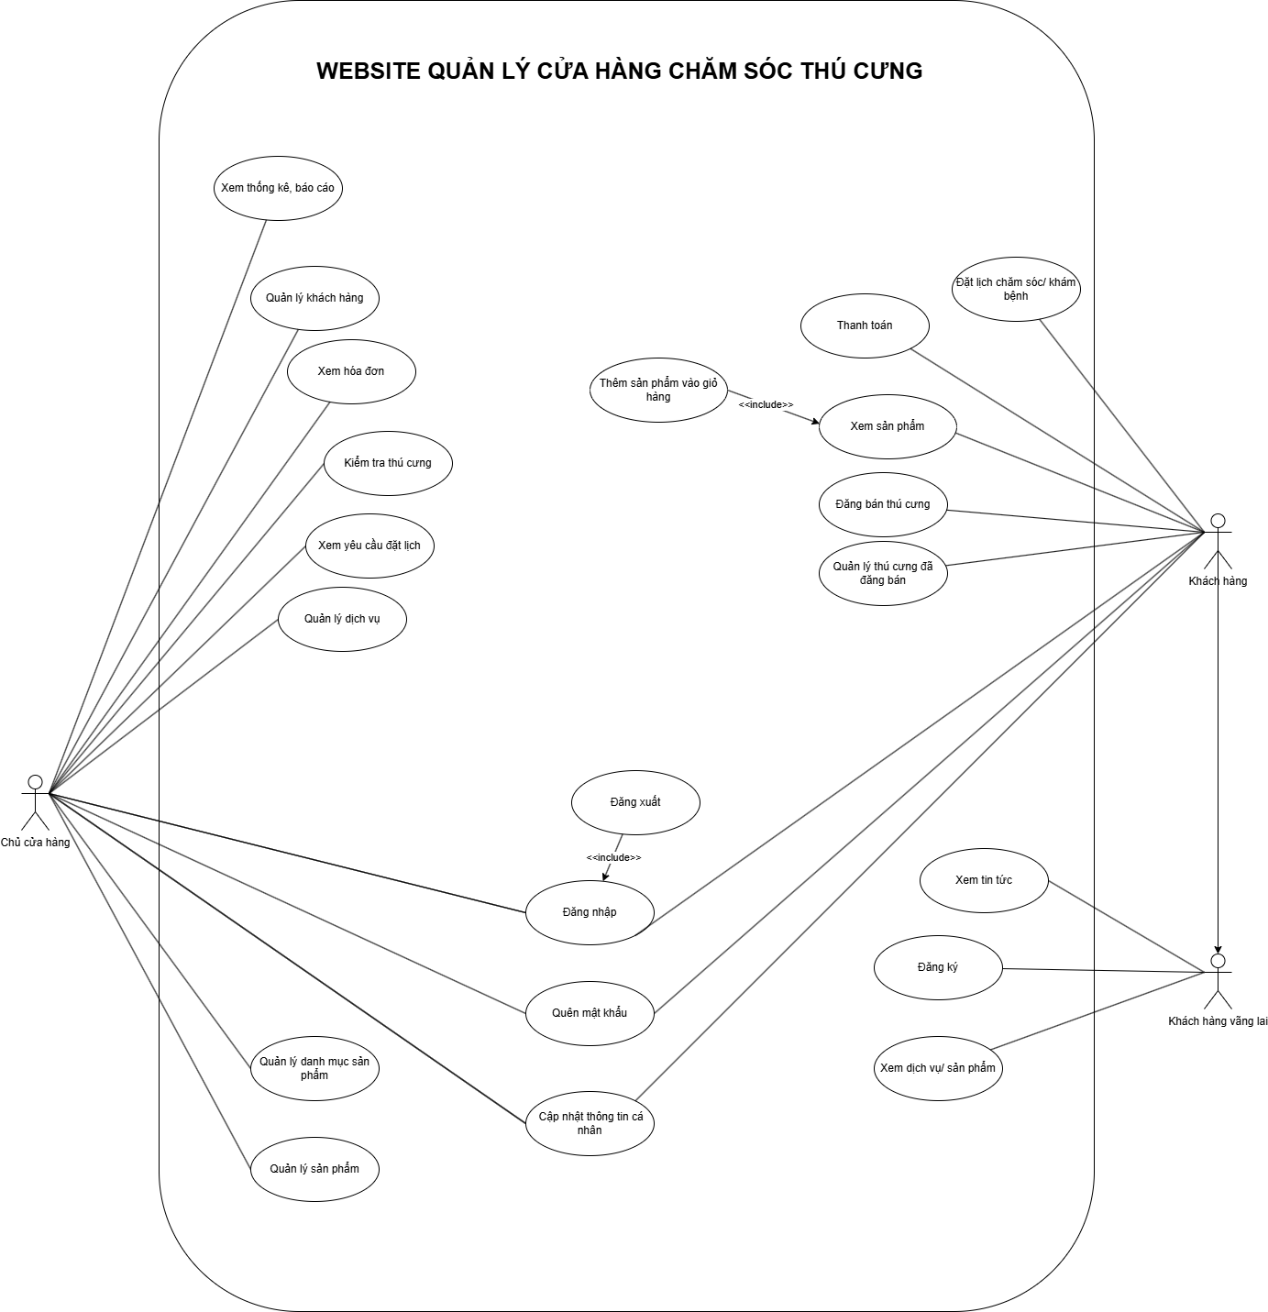 WEBSITE QUẢN LÝ CỬA HÀNG CHĂM SÓC THÚ CƯNG
Xem thống kê, báo cáo
Quản lý khách hàng
Xem hóa đơn
Kiểm tra thú cưng
Xem yêu cầu đặt lịch
Quản lý dịch vụ
Đặt lịch chăm sóc/ khám
bệnh
Thanh toán
Thêm sản phẩm vào giỏ
hàng
<<include>>
Xem sản phẩm
Đăng bán thú cưng
Quản lý thú cưng đã
đăng bán
Khách hàng
Chủ cửa hàng
Đăng xuất
<<include>>
Đăng nhập
Quên mật khẩu
Cập nhật thông tin cá
nhân
Xem tin tức
Đăng ký
Xem dịch vụ/ sản phẩm
Khách hàng vãng lai
Quản lý danh mục sản
phẩm
Quản lý sản phẩm